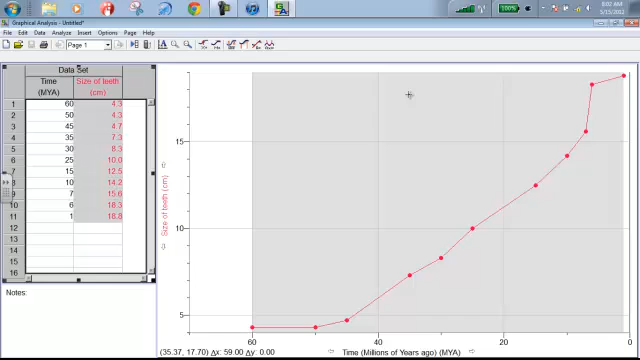 8:02 AM
5/15/2012
100%
Graphical Analysis - Untitled*
File Edit Data Analyze Insert Options Page Help
Page 1
Data Set
Time Size of teeth
(MYA) (cm)
1 60 4.3
2 50 4.3
3 45 4.7
4 35 7.3
5 30 8.3
6 25 10.0
7 15 12.5
8 10 14.2
9 7 15.6
10 6 18.3
11 1 18.8
12
13
14
15
16
Notes:
Size of teeth (cm)
15
10
5
60 40 20 0
(35.37, 17.70) Δx: 59.00 Δy: 0.00 Time (Millions of Years ago) (MYA)